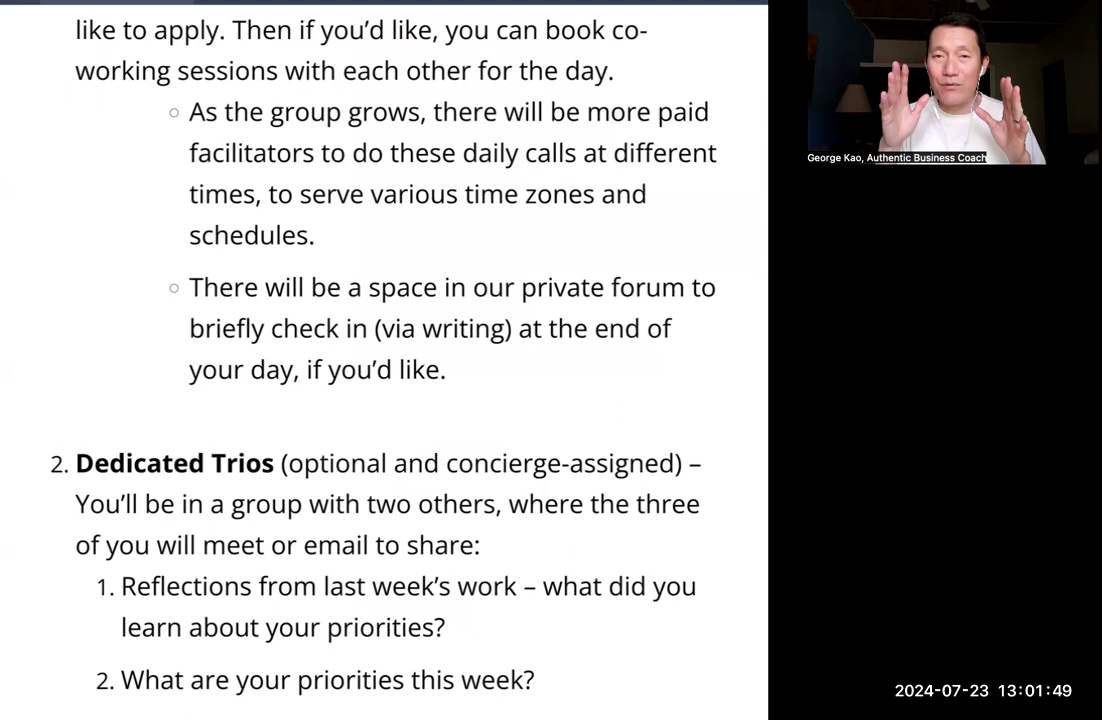 like to apply. Then if you’d like, you can book co-
working sessions with each other for the day.
○ As the group grows, there will be more paid
facilitators to do these daily calls at different
times, to serve various time zones and
schedules.
○ There will be a space in our private forum to
briefly check in (via writing) at the end of
your day, if you’d like.
2. Dedicated Trios (optional and concierge-assigned) –
You’ll be in a group with two others, where the three
of you will meet or email to share:
1. Reflections from last week’s work – what did you
learn about your priorities?
2. What are your priorities this week?
George Kao, Authentic Business Coach
2024-07-23 13:01:49